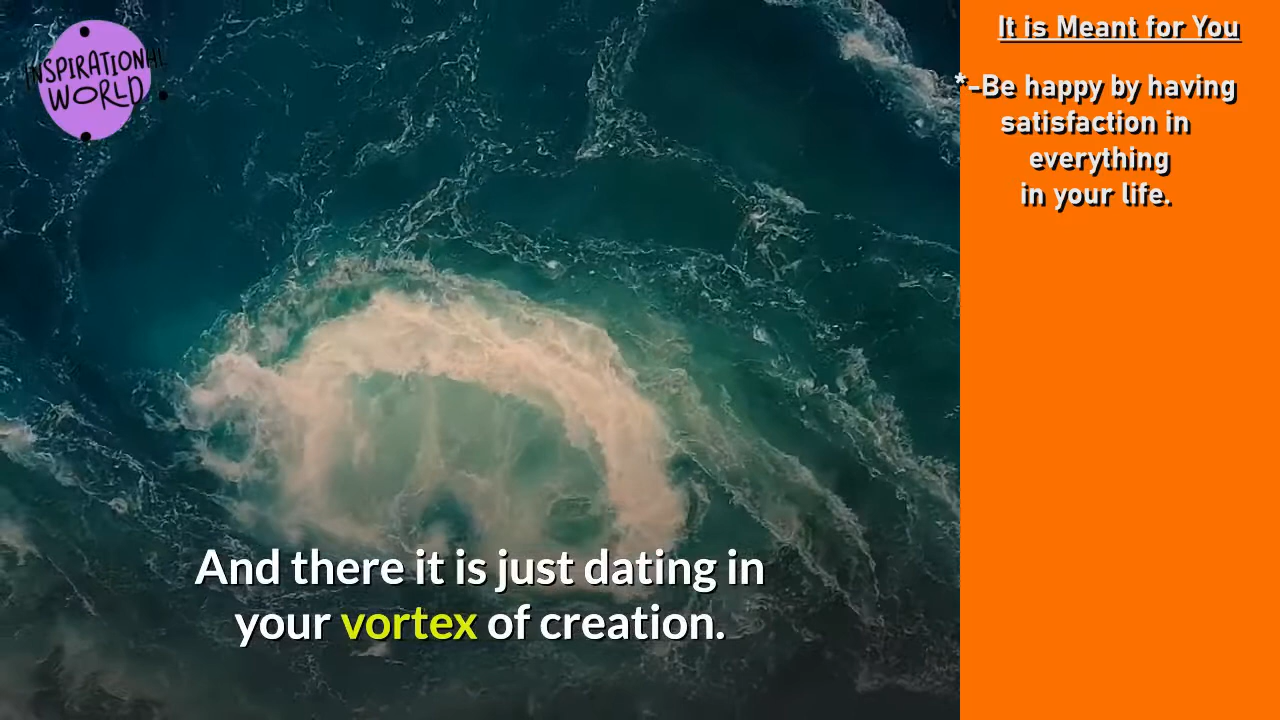 INSPIRATIONAL
WORLD
It is Meant for You
*-Be happy by having
satisfaction in
everything
in your life.
And there it is just dating in
your vortex of creation.